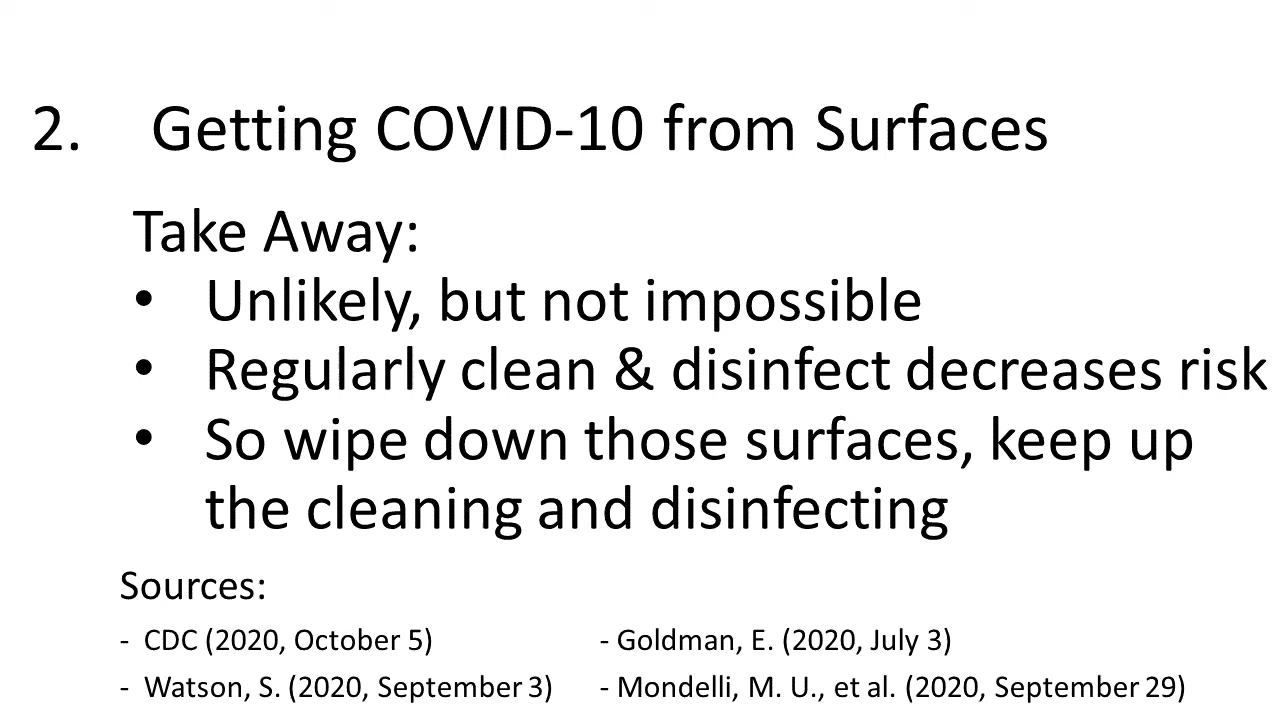 2. Getting COVID-10 from Surfaces
Take Away:
• Unlikely, but not impossible
• Regularly clean & disinfect decreases risk
• So wipe down those surfaces, keep up
the cleaning and disinfecting
Sources:
- CDC (2020, October 5)
- Goldman, E. (2020, July 3)
- Watson, S. (2020, September 3)
- Mondelli, M. U., et al. (2020, September 29)